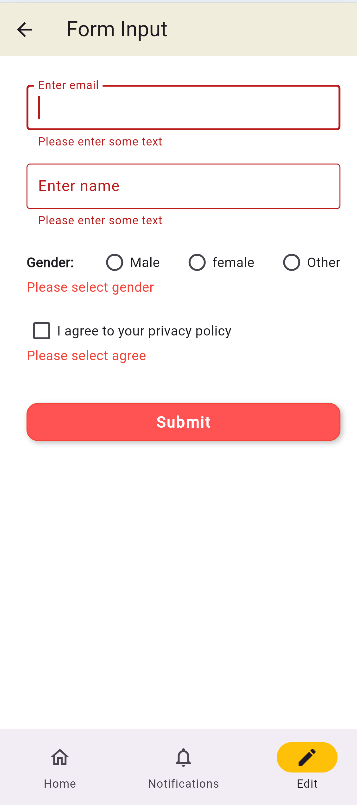 Form Input
Enter email
Please enter some text
Enter name
Please enter some text
Gender: Male female Other
Please select gender
I agree to your privacy policy
Please select agree
Submit
Home Notifications Edit